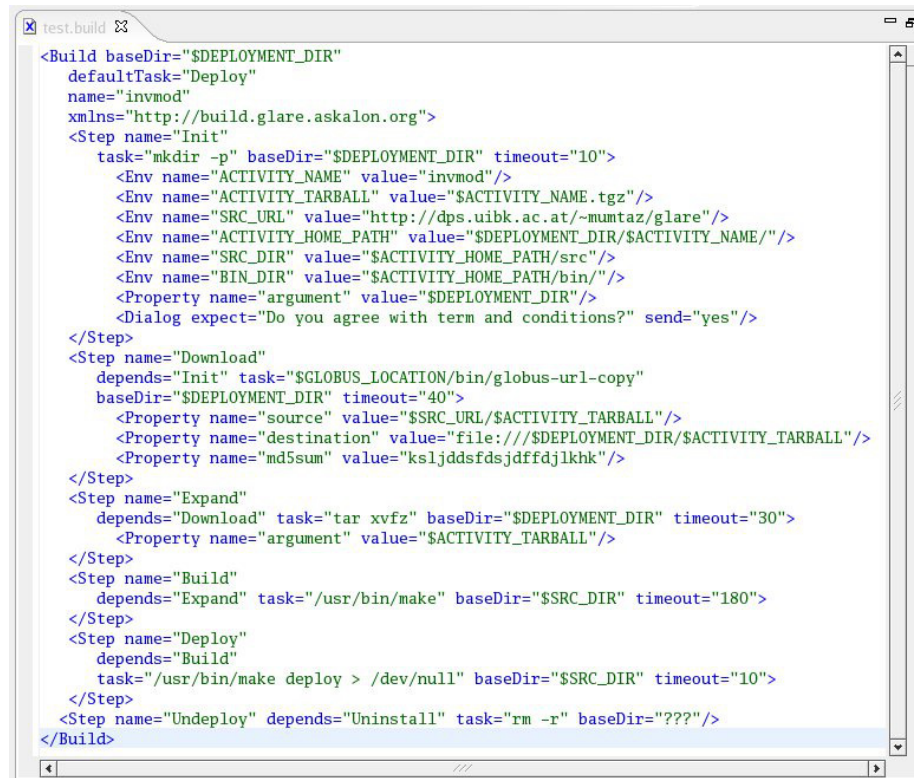 test.build
<Build baseDir="$DEPLOYMENT_DIR"
defaultTask="Deploy"
name="invmod"
xmlns="http://build.glare.askalon.org">
<Step name="Init"
task="mkdir -p" baseDir="$DEPLOYMENT_DIR" timeout="10">
<Env name="ACTIVITY_NAME" value="invmod"/>
<Env name="ACTIVITY_TARBALL" value="$ACTIVITY_NAME.tgz"/>
<Env name="SRC_URL" value="http://dps.uibk.ac.at/~mumtaz/glare"/>
<Env name="ACTIVITY_HOME_PATH" value="$DEPLOYMENT_DIR/$ACTIVITY_NAME/"/>
<Env name="SRC_DIR" value="$ACTIVITY_HOME_PATH/src"/>
<Env name="BIN_DIR" value="$ACTIVITY_HOME_PATH/bin/"/>
<Property name="argument" value="$DEPLOYMENT_DIR"/>
<Dialog expect="Do you agree with term and conditions?" send="yes"/>
</Step>
<Step name="Download"
depends="Init" task="$GLOBUS_LOCATION/bin/globus-url-copy"
baseDir="$DEPLOYMENT_DIR" timeout="40">
<Property name="source" value="$SRC_URL/$ACTIVITY_TARBALL"/>
<Property name="destination" value="file:///$DEPLOYMENT_DIR/$ACTIVITY_TARBALL"/>
<Property name="md5sum" value="ksljddsfdsjdffdjlkhk"/>
</Step>
<Step name="Expand"
depends="Download" task="tar xvfz" baseDir="$DEPLOYMENT_DIR" timeout="30">
<Property name="argument" value="$ACTIVITY_TARBALL"/>
</Step>
<Step name="Build"
depends="Expand" task="/usr/bin/make" baseDir="$SRC_DIR" timeout="180">
</Step>
<Step name="Deploy"
depends="Build"
task="/usr/bin/make deploy > /dev/null" baseDir="$SRC_DIR" timeout="10">
</Step>
<Step name="Undeploy" depends="Uninstall" task="rm -r" baseDir="???"/>
</Build>